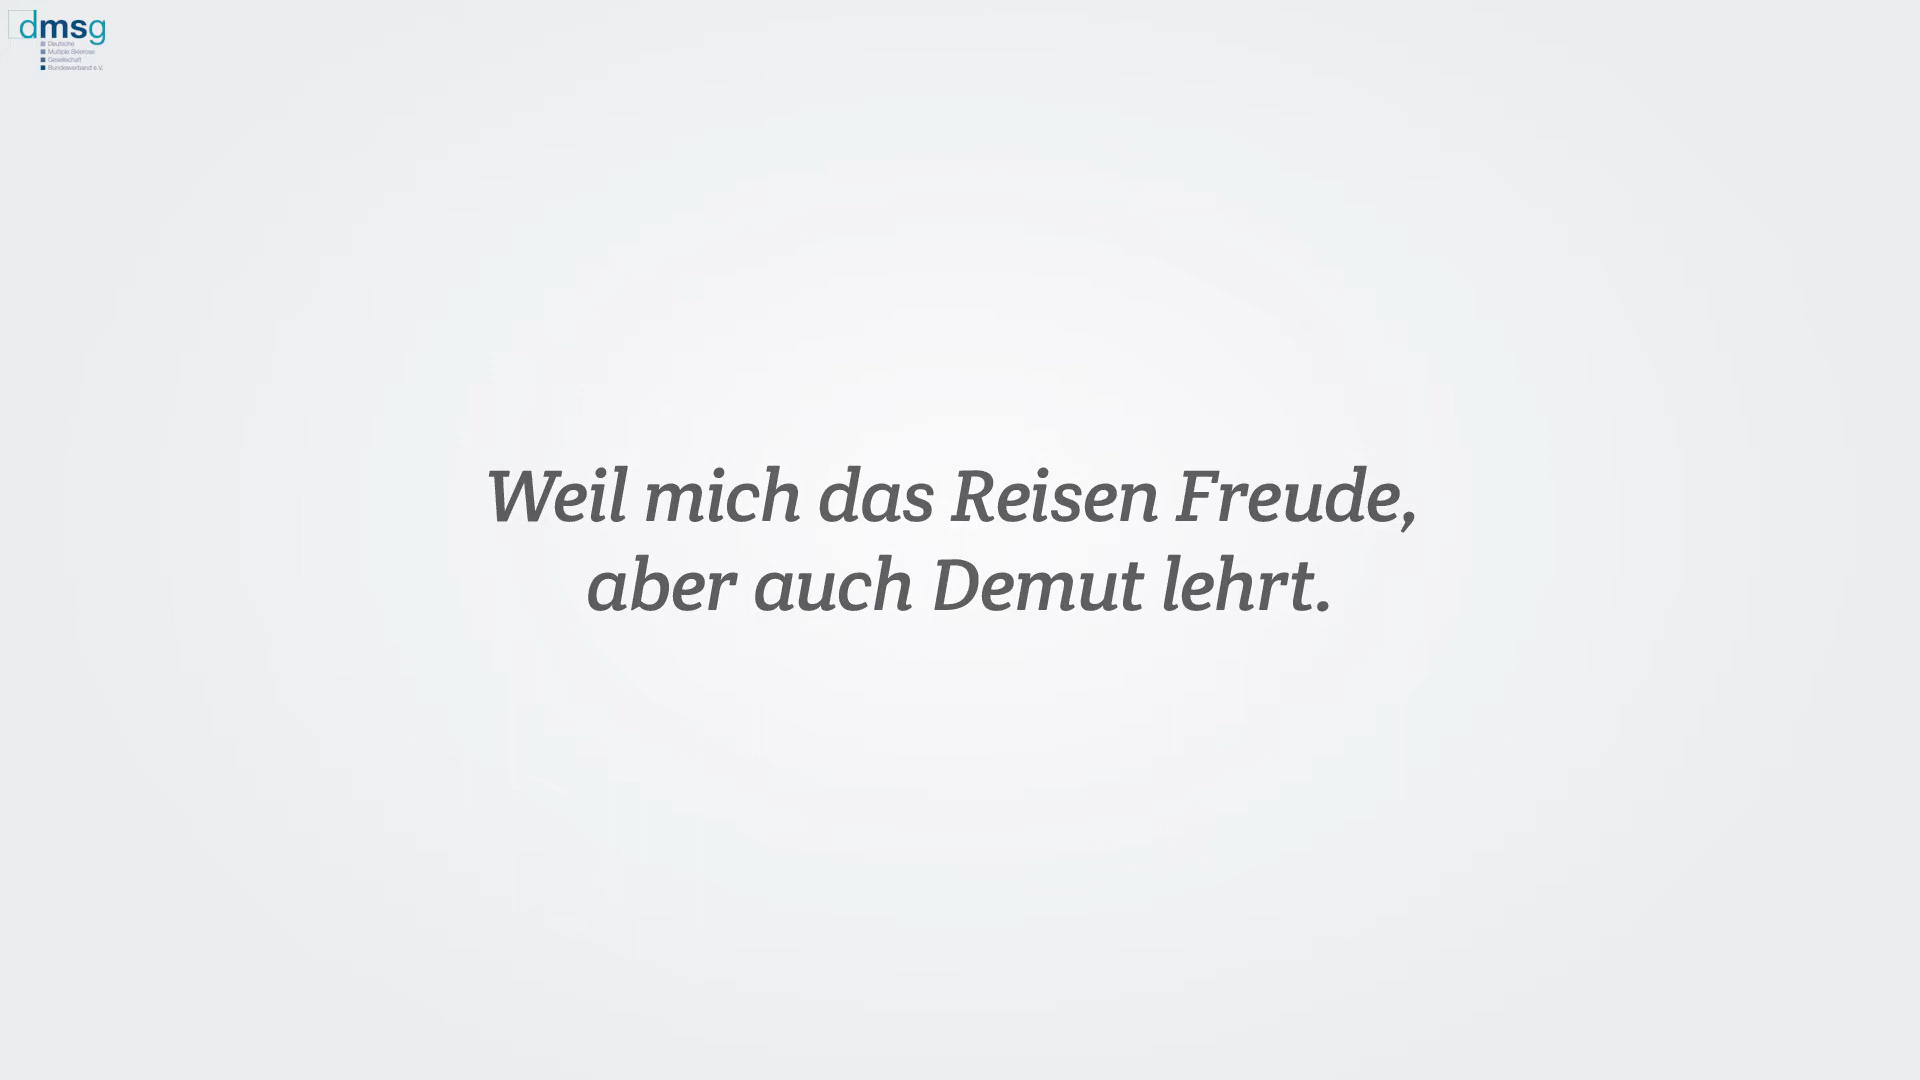 dmsg
Deutsche
Multiple Sklerose
Gesellschaft
Bundesverband e.V.
Weil mich das Reisen Freude,
aber auch Demut lehrt.